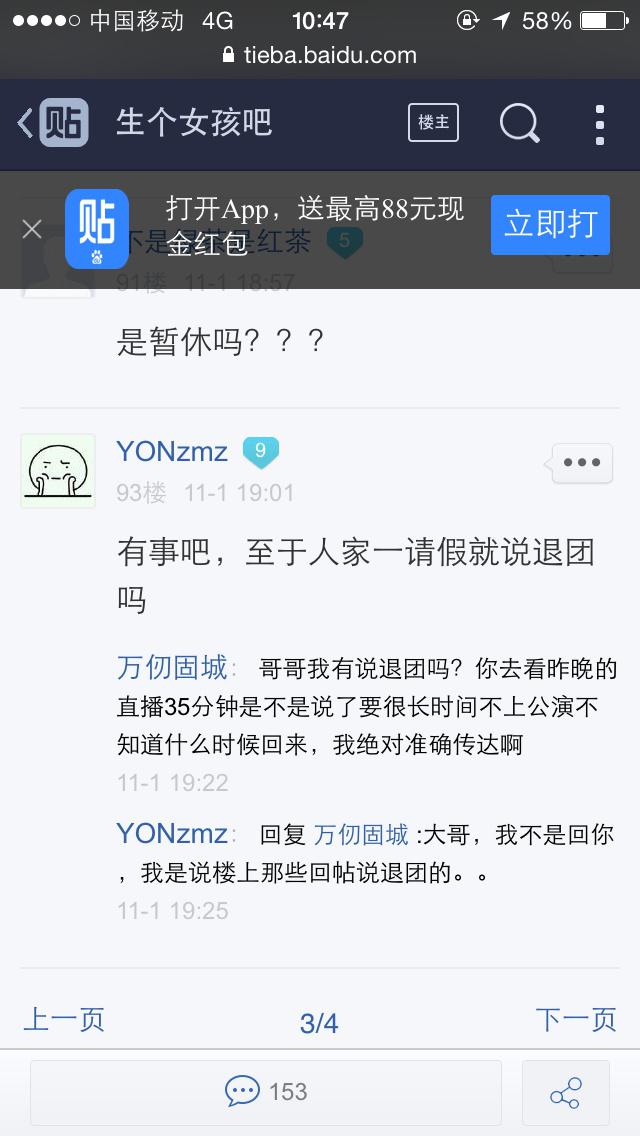 中国移动 4G 10:47 58%
tieba.baidu.com
贴 生个女孩吧 楼主
贴 打开App，送最高88元现 立即打
金红包
是红茶 5
91楼 11-1 18:57
是暂休吗？？？
YONzmz 9
93楼 11-1 19:01
有事吧，至于人家一请假就说退团
吗
万仞固城： 哥哥我有说退团吗？你去看昨晚的
直播35分钟是不是说了要很长时间不上公演不
知道什么时候回来，我绝对准确传达啊
11-1 19:22
YONzmz： 回复 万仞固城 :大哥，我不是回你
，我是说楼上那些回帖说退团的。。
11-1 19:25
上一页 3/4 下一页
153